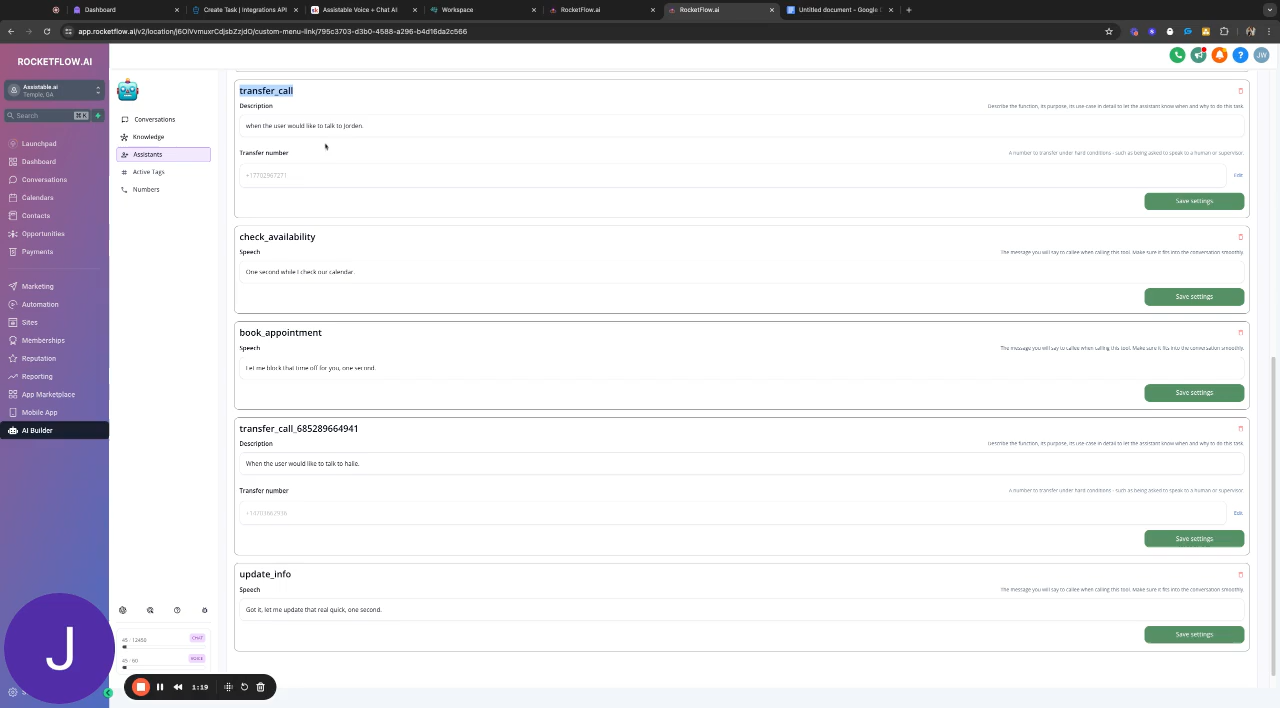 Dashboard
Create Task | Integrations API
Assistable Voice + Chat AI
Workspace
RocketFlow.ai
RocketFlow.ai
Untitled document - Google
app.rocketflow.ai/v2/location/j6OlVvmuxrCdjsbZzjdO/custom-menu-link/795c3703-d3b0-4588-a296-b4d16da2c566
ROCKETFLOW.AI
JW
Assistable.ai
Temple, GA
Search
⌘K
Launchpad
Dashboard
Conversations
Calendars
Contacts
Opportunities
Payments
Marketing
Automation
Sites
Memberships
Reputation
Reporting
App Marketplace
Mobile App
AI Builder
Conversations
Knowledge
Assistants
Active Tags
Numbers
45 / 12450
CHAT
45 / 60
VOICE
J
1:19
transfer_call
Description
Describe the function, its purpose, its use-case in detail to let the assistant know when and why to do this task.
when the user would like to talk to Jorden.
Transfer number
A number to transfer under hard conditions - such as being asked to speak to a human or supervisor.
+17702967271
Edit
Save settings
check_availability
Speech
The message you will say to callee when calling this tool. Make sure it fits into the conversation smoothly.
One second while I check our calendar.
Save settings
book_appointment
Speech
The message you will say to callee when calling this tool. Make sure it fits into the conversation smoothly.
Let me block that time off for you, one second.
Save settings
transfer_call_685289664941
Description
Describe the function, its purpose, its use-case in detail to let the assistant know when and why to do this task.
When the user would like to talk to halie.
Transfer number
A number to transfer under hard conditions - such as being asked to speak to a human or supervisor.
+14703862936
Edit
Save settings
update_info
Speech
The message you will say to callee when calling this tool. Make sure it fits into the conversation smoothly.
Got it, let me update that real quick, one second.
Save settings